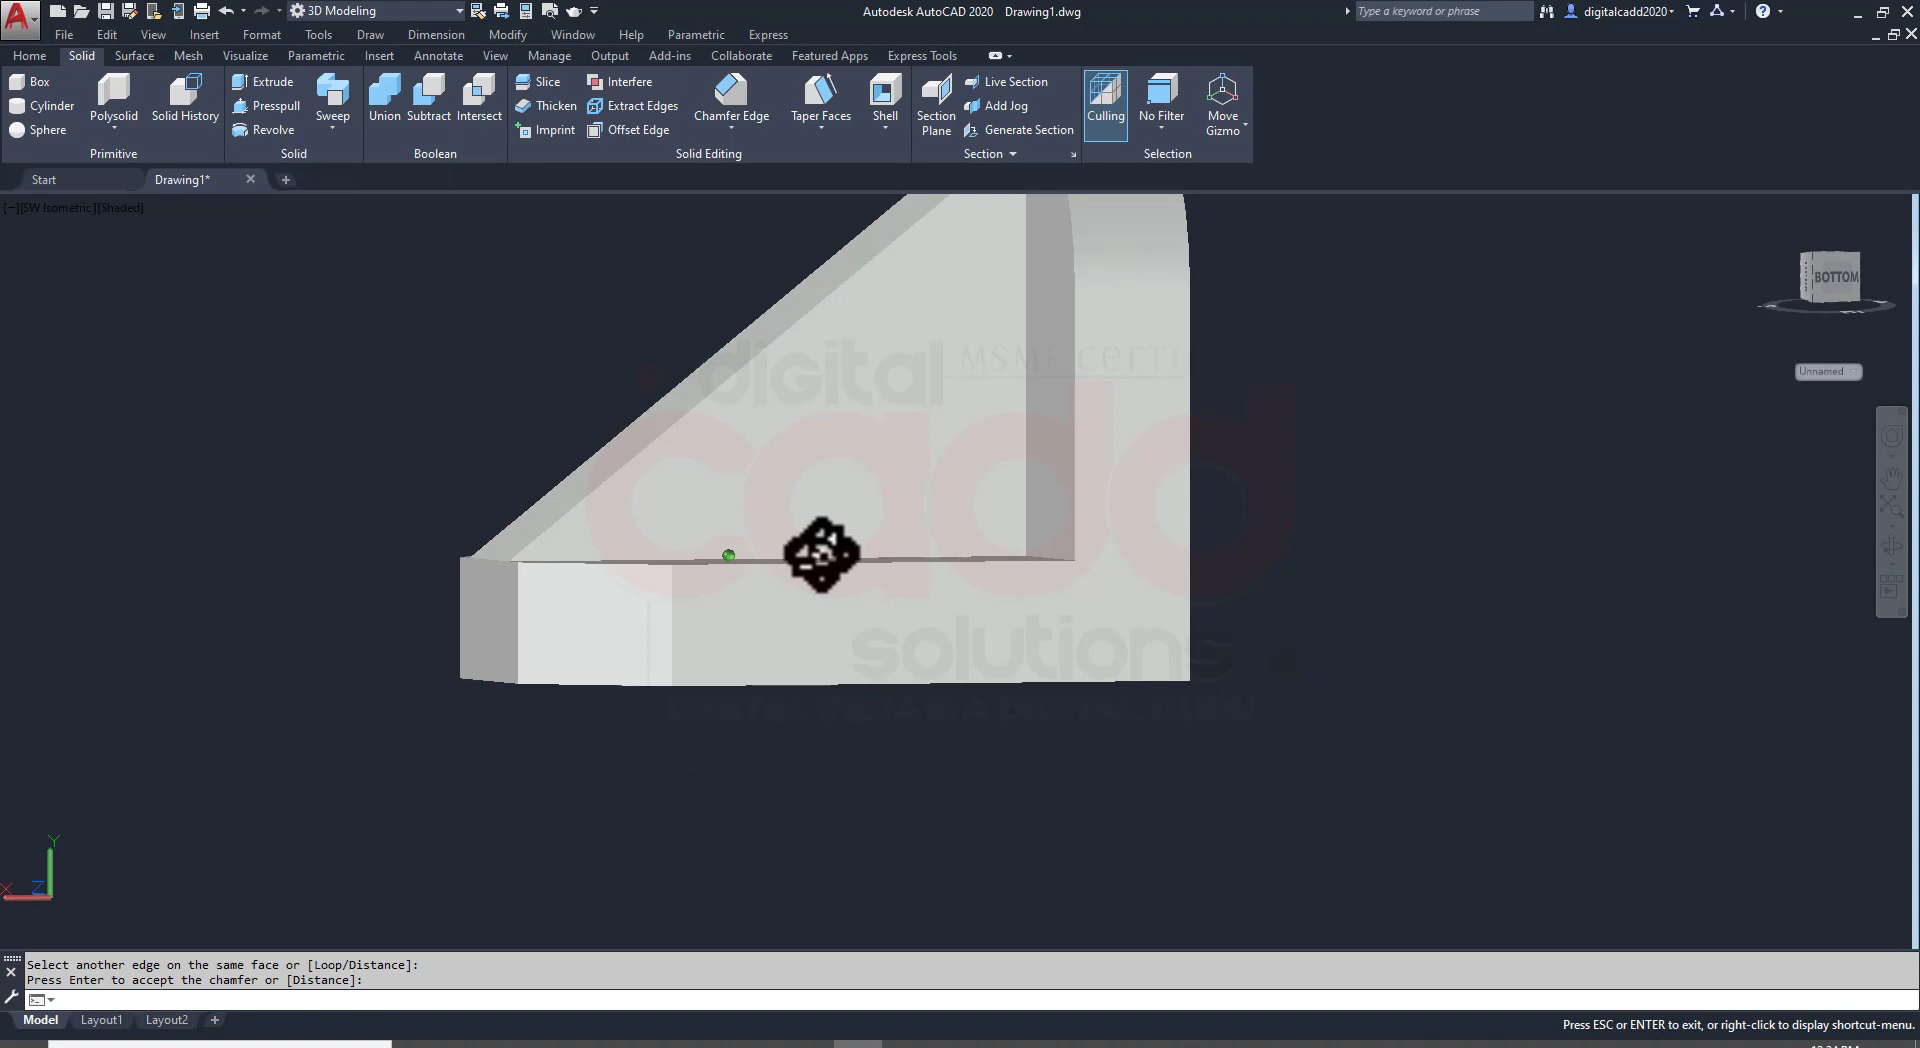 3D Modeling
Autodesk AutoCAD 2020 Drawing1.dwg
Type a keyword or phrase
digitalcadd2020
File Edit View Insert Format Tools Draw Dimension Modify Window Help Parametric Express
Home Solid Surface Mesh Visualize Parametric Insert Annotate View Manage Output Add-ins Collaborate Featured Apps Express Tools
Box
Cylinder
Sphere
Polysolid
Solid History
Primitive
Extrude
Presspull
Revolve
Sweep
Solid
Union
Subtract
Intersect
Boolean
Slice
Thicken
Imprint
Interfere
Extract Edges
Offset Edge
Chamfer Edge
Taper Faces
Shell
Solid Editing
Section Plane
Live Section
Add Jog
Generate Section
Section
Culling
No Filter
Move Gizmo
Selection
Start
Drawing1*
[−][SW Isometric][Shaded]
BOTTOM
Unnamed
digital
MSME certi
cadd
solutions
Y
X
Z
Select another edge on the same face or [Loop/Distance]:
Press Enter to accept the chamfer or [Distance]:
Model Layout1 Layout2
Press ESC or ENTER to exit, or right-click to display shortcut-menu.